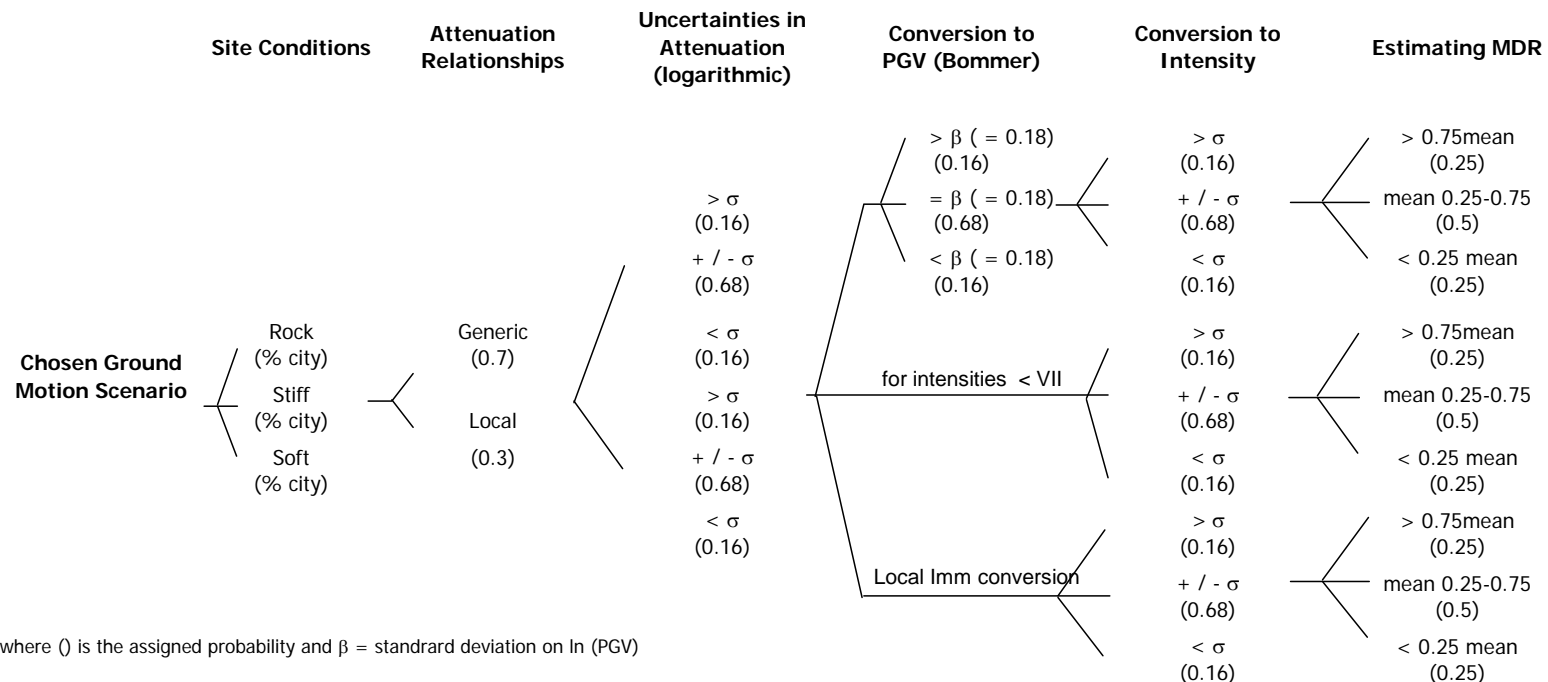 Site Conditions
Attenuation
Relationships
Uncertainties in
Attenuation
(logarithmic)
Conversion to
PGV (Bommer)
Conversion to
Intensity
Estimating MDR
Chosen Ground
Motion Scenario
Rock
(% city)
Stiff
(% city)
Soft
(% city)
Generic
(0.7)
Local
(0.3)
> σ
(0.16)
+ / - σ
(0.68)
< σ
(0.16)
> σ
(0.16)
+ / - σ
(0.68)
< σ
(0.16)
> β ( = 0.18)
(0.16)
= β ( = 0.18)
(0.68)
< β ( = 0.18)
(0.16)
for intensities < VII
Local Imm conversion
> σ
(0.16)
+ / - σ
(0.68)
< σ
(0.16)
> σ
(0.16)
+ / - σ
(0.68)
< σ
(0.16)
> σ
(0.16)
+ / - σ
(0.68)
< σ
(0.16)
> 0.75mean
(0.25)
mean 0.25-0.75
(0.5)
< 0.25 mean
(0.25)
> 0.75mean
(0.25)
mean 0.25-0.75
(0.5)
< 0.25 mean
(0.25)
> 0.75mean
(0.25)
mean 0.25-0.75
(0.5)
< 0.25 mean
(0.25)
where () is the assigned probability and β = standrard deviation on ln (PGV)